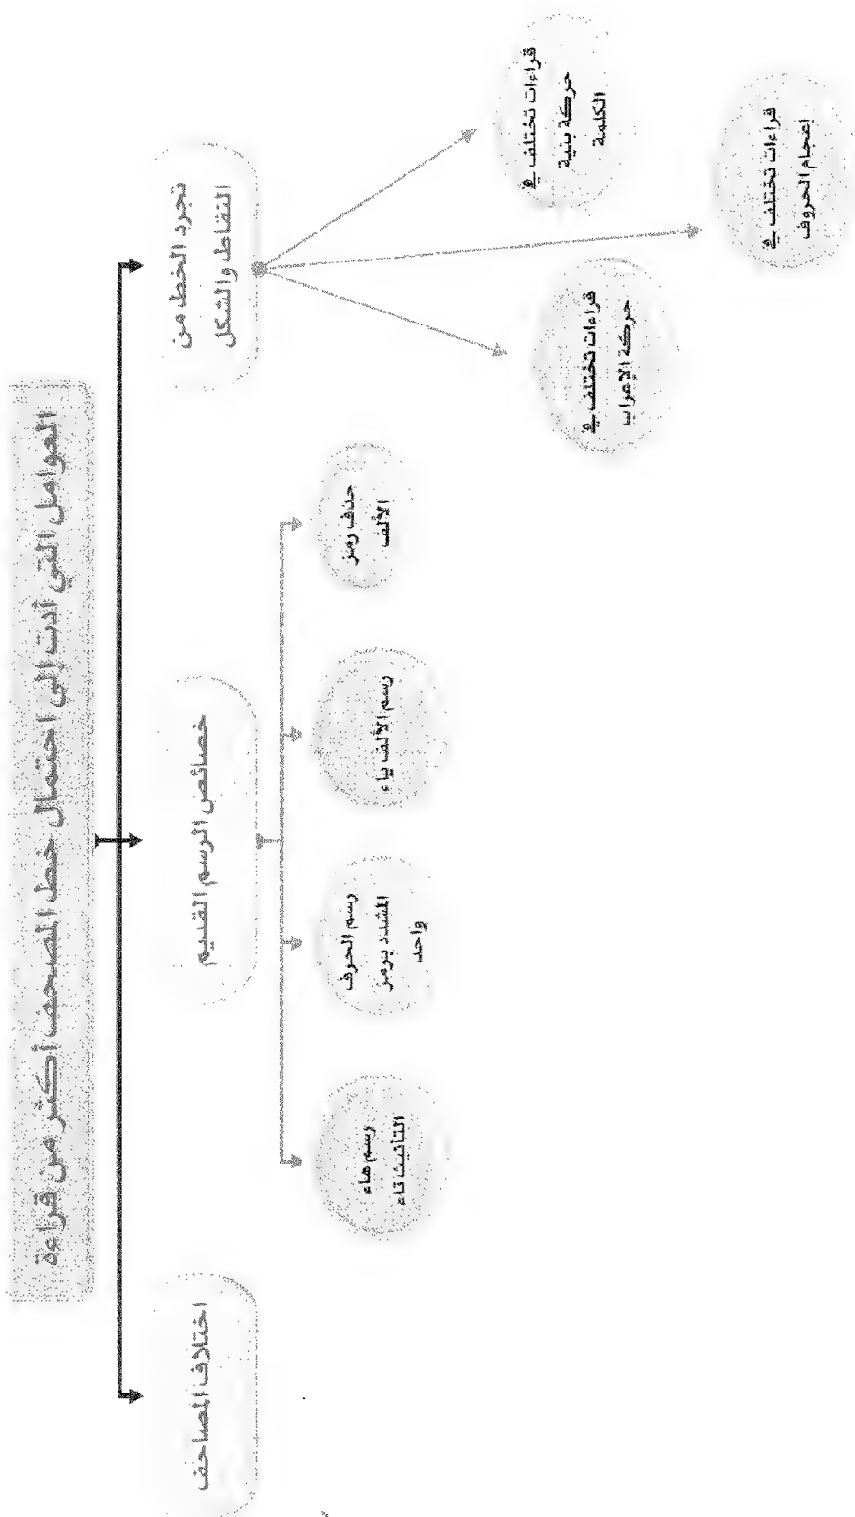 العوامل التي أدت إلى احتمال خط المصحف أكثر من قراءة
تجرد الخط من
النقاط والشكل
قراءات تختلف في
حركة بنية
الكلمة
قراءات تختلف في
إعجام الحروف
قراءات تختلف في
حركة الإعراب
خصائص الرسم القديم
حذف رمز
الألف
رسم الألف ياء
رسم الحرف
المشدد برمز
واحد
رسم هاء
التأنيث تاء
اختلاف المصاحف